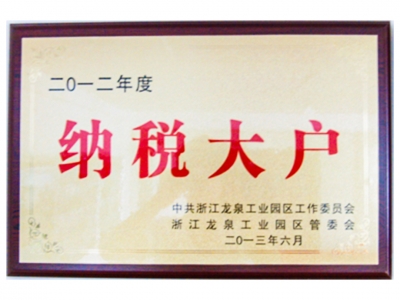 二0一二年度
纳税大户
中共浙江龙泉工业园区工作委员会
浙江龙泉工业园区管委会
二0一三年六月